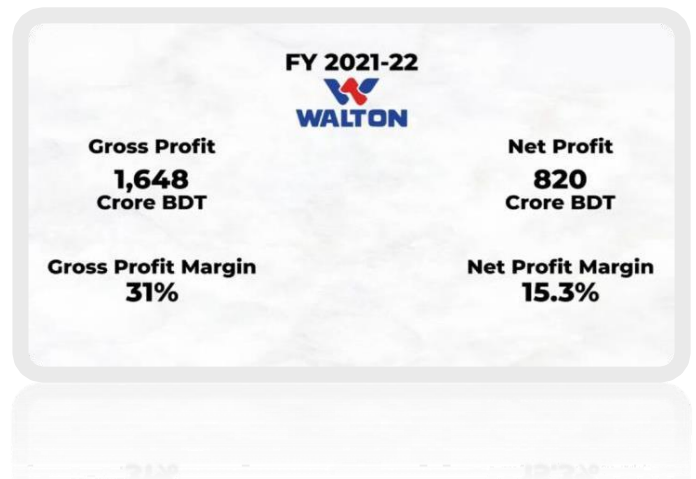 FY 2021-22
WALTON
Gross Profit
1,648
Crore BDT
Net Profit
820
Crore BDT
Gross Profit Margin
31%
Net Profit Margin
15.3%